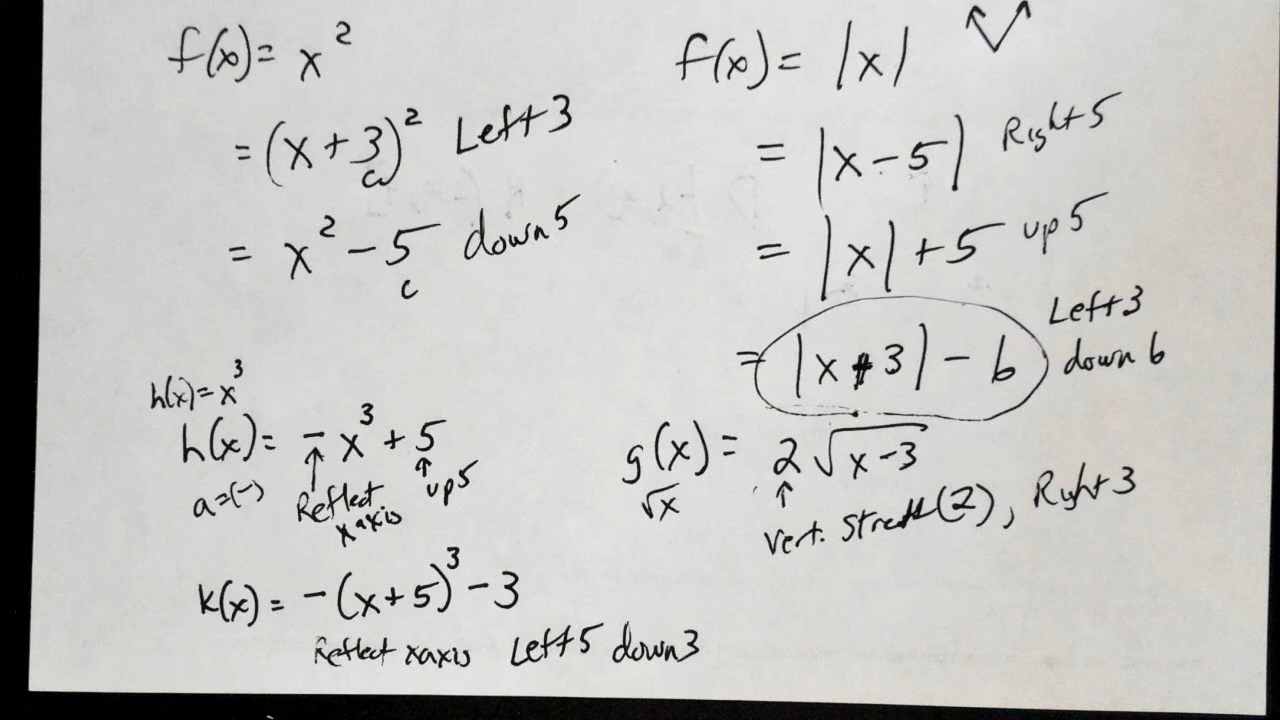 f(x) = x²
= (x + 3)² Left 3
c
= x² - 5 down 5
c
h(x) = x³
h(x) = - x³ + 5
a = (-) Reflect x axis up 5
k(x) = - (x + 5)³ - 3
Reflect x axis Left 5 down 3
f(x) = |x|
= |x - 5| Right 5
= |x| + 5 up 5
= |x + 3| - 6 Left 3 down 6
g(x) = 2√(x - 3)
√x
Vert. Stretch (2), Right 3